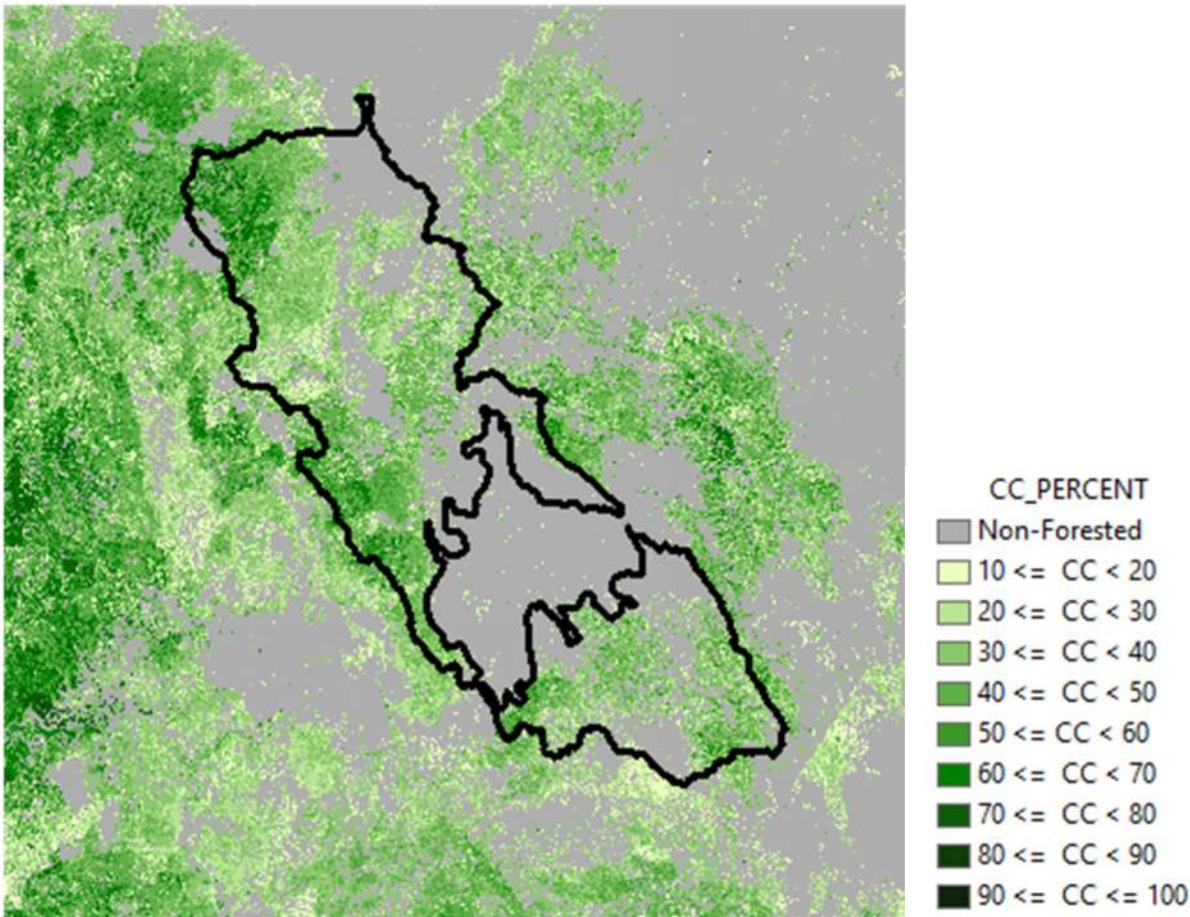 CC_PERCENT
Non-Forested
10 <= CC < 20
20 <= CC < 30
30 <= CC < 40
40 <= CC < 50
50 <= CC < 60
60 <= CC < 70
70 <= CC < 80
80 <= CC < 90
90 <= CC <= 100